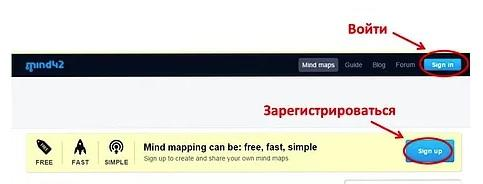 Войти
mind42
Mind maps Guide Blog Forum Sign in
Зарегистрироваться
Mind mapping can be: free, fast, simple
Sign up to create and share your own mind maps
Sign up
FREE FAST SIMPLE